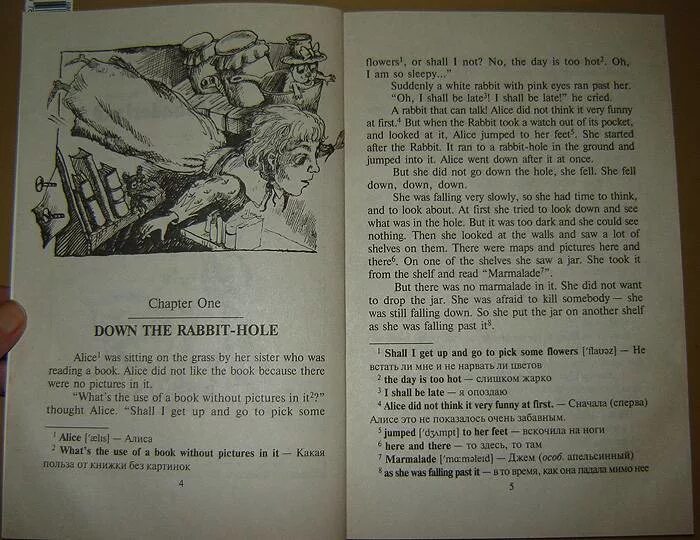 Chapter One
DOWN THE RABBIT-HOLE
Alice¹ was sitting on the grass by her sister who was
reading a book. Alice did not like the book because there
were no pictures in it.
"What's the use of a book without pictures in it²?"
thought Alice. "Shall I get up and go to pick some
¹ Alice ['ælıs] — Алиса
² What's the use of a book without pictures in it — Какая
польза от книжки без картинок
4
flowers¹, or shall I not? No, the day is too hot². Oh,
I am so sleepy..."
Suddenly a white rabbit with pink eyes ran past her.
"Oh, I shall be late³! I shall be late!" he cried.
A rabbit that can talk! Alice did not think it very funny
at first.⁴ But when the Rabbit took a watch out of its pocket,
and looked at it, Alice jumped to her feet⁵. She started
after the Rabbit. It ran to a rabbit-hole in the ground and
jumped into it. Alice went down after it at once.
But she did not go down the hole, she fell. She fell
down, down, down.
She was falling very slowly, so she had time to think,
and to look about. At first she tried to look down and see
what was in the hole. But it was too dark and she could see
nothing. Then she looked at the walls and saw a lot of
shelves on them. There were maps and pictures here and
there⁶. On one of the shelves she saw a jar. She took it
from the shelf and read "Marmalade⁷".
But there was no marmalade in it. She did not want
to drop the jar. She was afraid to kill somebody — she
was still falling down. So she put the jar on another shelf
as she was falling past it⁸.
¹ Shall I get up and go to pick some flowers ['flauəz] — Не
встать ли мне и не нарвать ли цветов
² the day is too hot — слишком жарко
³ I shall be late — я опоздаю
⁴ Alice did not think it very funny at first. — Сначала (сперва)
Алисе это не показалось очень забавным.
⁵ jumped ['dʒʌmpt] to her feet — вскочила на ноги
⁶ here and there — то здесь, то там
⁷ Marmalade ['mɑ:məleıd] — Джем (особ. апельсинный)
⁸ as she was falling past it — в то время, как она падала мимо нее
5